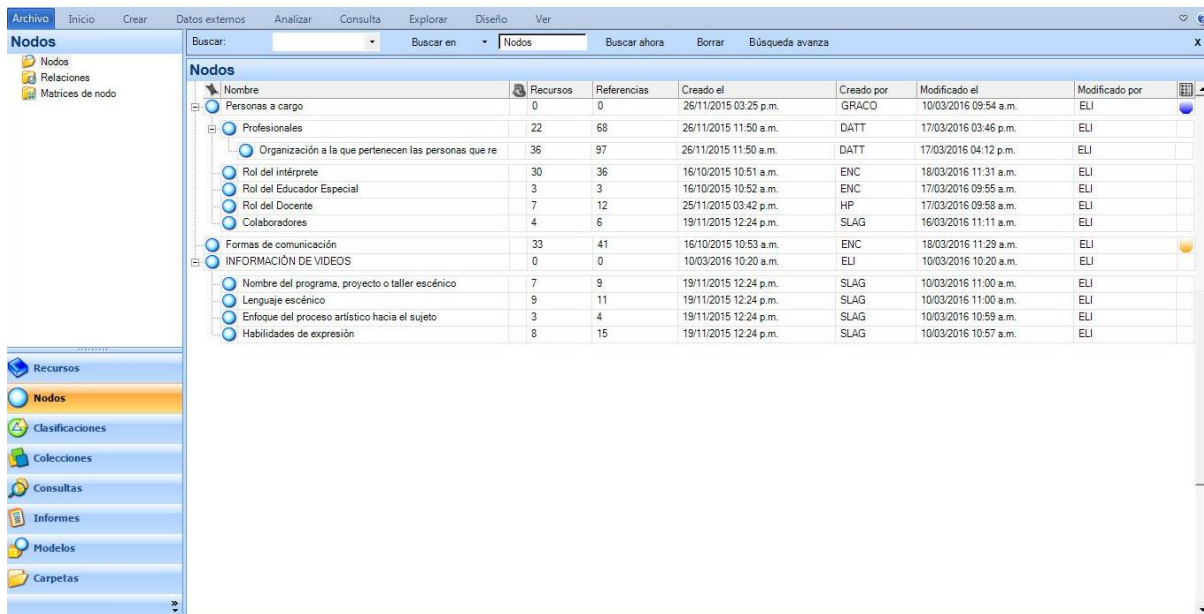 Archivo Inicio Crear Datos externos Analizar Consulta Explorar Diseño Ver
Nodos
Nodos
Relaciones
Matrices de nodo
Recursos
Nodos
Clasificaciones
Colecciones
Consultas
Informes
Modelos
Carpetas
Buscar: Buscar en Nodos Buscar ahora Borrar Búsqueda avanza x
Nodos
Nombre Recursos Referencias Creado el Creado por Modificado el Modificado por
Personas a cargo 0 0 26/11/2015 03:25 p.m. GRACO 10/03/2016 09:54 a.m. ELI
Profesionales 22 68 26/11/2015 11:50 a.m. DATT 17/03/2016 03:46 p.m. ELI
Organización a la que pertenecen las personas que re 36 97 26/11/2015 11:50 a.m. DATT 17/03/2016 04:12 p.m. ELI
Rol del intérprete 30 36 16/10/2015 10:51 a.m. ENC 18/03/2016 11:31 a.m. ELI
Rol del Educador Especial 3 3 16/10/2015 10:52 a.m. ENC 17/03/2016 09:55 a.m. ELI
Rol del Docente 7 12 25/11/2015 03:42 p.m. HP 17/03/2016 09:58 a.m. ELI
Colaboradores 4 6 19/11/2015 12:24 p.m. SLAG 16/03/2016 11:11 a.m. ELI
Formas de comunicación 33 41 16/10/2015 10:53 a.m. ENC 18/03/2016 11:29 a.m. ELI
INFORMACIÒN DE VIDEOS 0 0 10/03/2016 10:20 a.m. ELI 10/03/2016 10:20 a.m. ELI
Nombre del programa, proyecto o taller escénico 7 9 19/11/2015 12:24 p.m. SLAG 10/03/2016 11:00 a.m. ELI
Lenguaje escénico 9 11 19/11/2015 12:24 p.m. SLAG 10/03/2016 11:00 a.m. ELI
Enfoque del proceso artístico hacia el sujeto 3 4 19/11/2015 12:24 p.m. SLAG 10/03/2016 10:59 a.m. ELI
Habilidades de expresiòn 8 15 19/11/2015 12:24 p.m. SLAG 10/03/2016 10:57 a.m. ELI